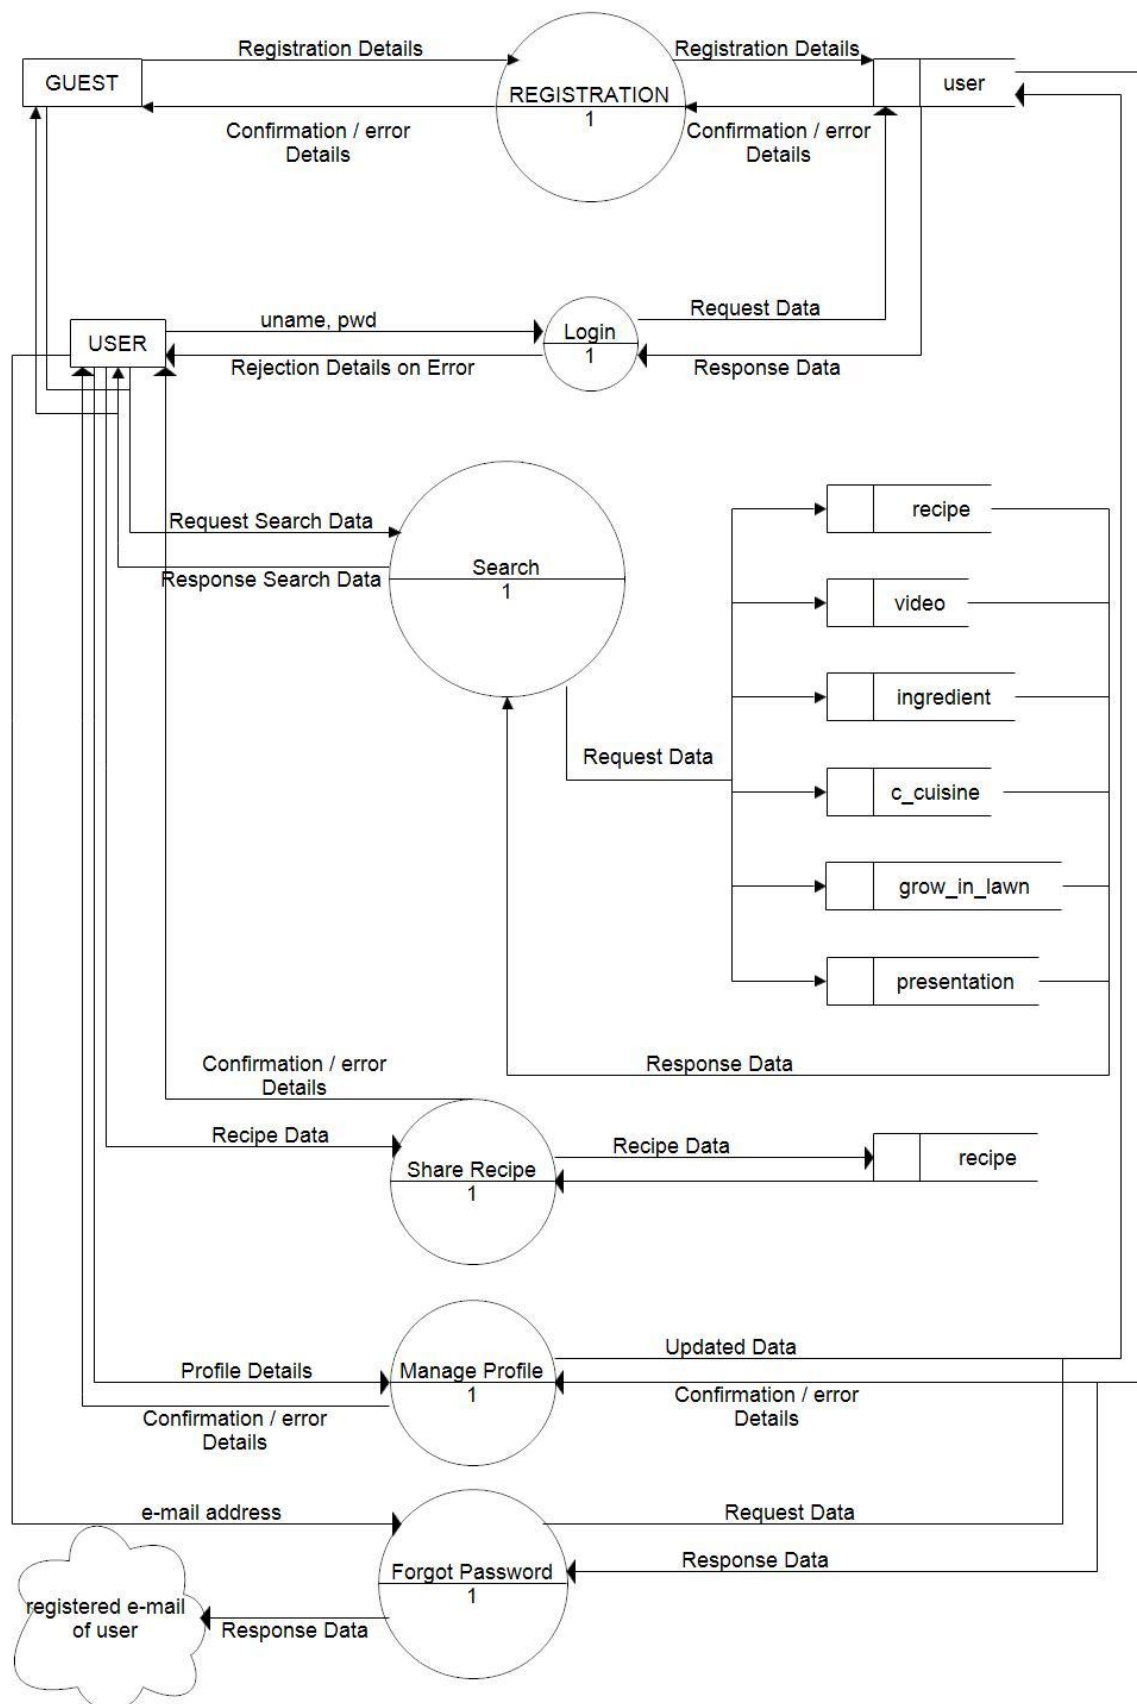 Registration Details
Registration Details
GUEST
user
REGISTRATION
1
Confirmation / error
Details
Confirmation / error
Details
uname, pwd
Request Data
USER
Login
1
Rejection Details on Error
Response Data
Request Search Data
Response Search Data
Search
1
recipe
video
ingredient
Request Data
c_cuisine
grow_in_lawn
presentation
Response Data
Confirmation / error
Details
Recipe Data
Recipe Data
recipe
Share Recipe
1
Updated Data
Profile Details
Manage Profile
1
Confirmation / error
Details
Confirmation / error
Details
e-mail address
Request Data
Response Data
Forgot Password
1
registered e-mail
of user
Response Data